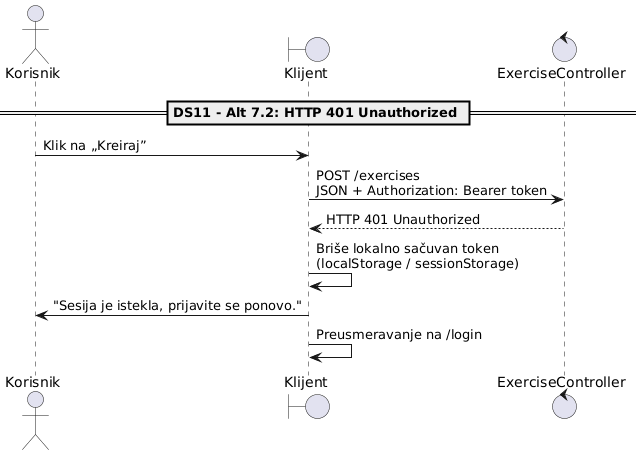 Korisnik
Klijent
ExerciseController
DS11 - Alt 7.2: HTTP 401 Unauthorized
Klik na „Kreiraj”
POST /exercises
JSON + Authorization: Bearer token
HTTP 401 Unauthorized
Briše lokalno sačuvan token
(localStorage / sessionStorage)
"Sesija je istekla, prijavite se ponovo."
Preusmeravanje na /login
Korisnik
Klijent
ExerciseController